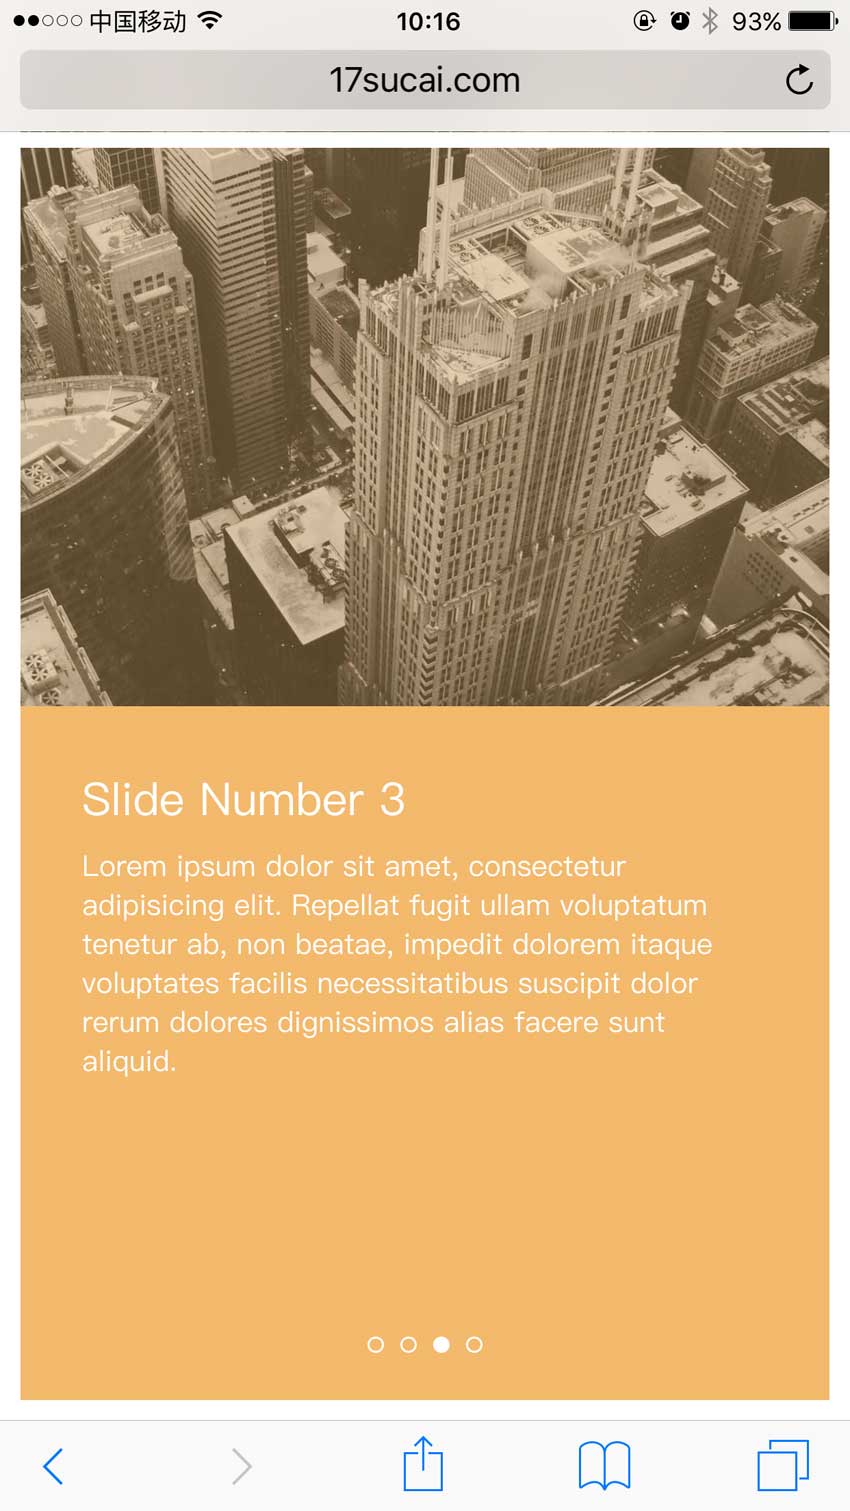 中国移动 10:16 93%
17sucai.com
Slide Number 3
Lorem ipsum dolor sit amet, consectetur
adipisicing elit. Repellat fugit ullam voluptatum
tenetur ab, non beatae, impedit dolorem itaque
voluptates facilis necessitatibus suscipit dolor
rerum dolores dignissimos alias facere sunt
aliquid.